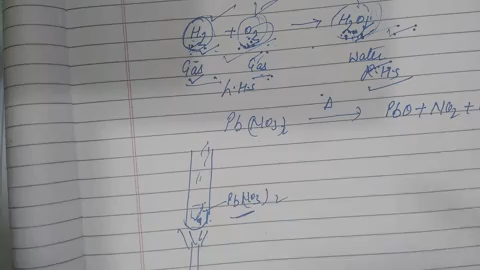 H2 + O2 → H2O
Gas Gas Water
L.H.S R.H.S
Pb(NO3)2 Δ→ PbO + NO2 +
Pb(NO3)2